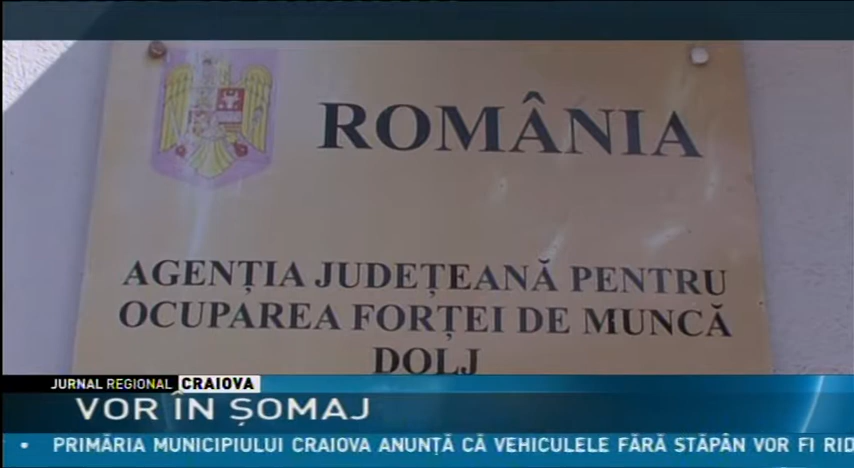 ROMÂNIA
AGENȚIA JUDEȚEANĂ PENTRU
OCUPAREA FORȚEI DE MUNCĂ
DOLJ
JURNAL REGIONAL CRAIOVA
VOR ÎN ȘOMAJ
• PRIMĂRIA MUNICIPIULUI CRAIOVA ANUNȚĂ CĂ VEHICULELE FĂRĂ STĂPÂN VOR FI RID